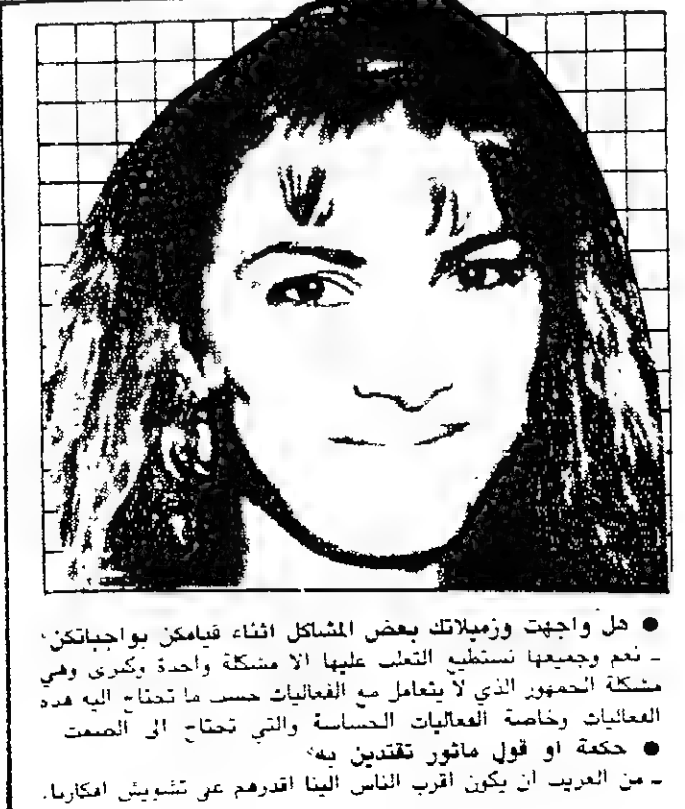 ● هل واجهت وزميلاتك بعض المشاكل اثناء قيامكن بواجباتكن؟
ـ نعم وجميعها نستطيع التغلب عليها الا مشكلة واحدة وكبرى وهي
مشكلة الجمهور الذي لا يتعامل مع الفعاليات حسب ما تحتاج اليه هذه
الفعاليات وخاصة الفعاليات الحساسة والتي تحتاج الى الصمت
● حكمة او قول ماثور تقتدين به؟
ـ من الغريب ان يكون اقرب الناس الينا اقدرهم على تشويش افكارنا.